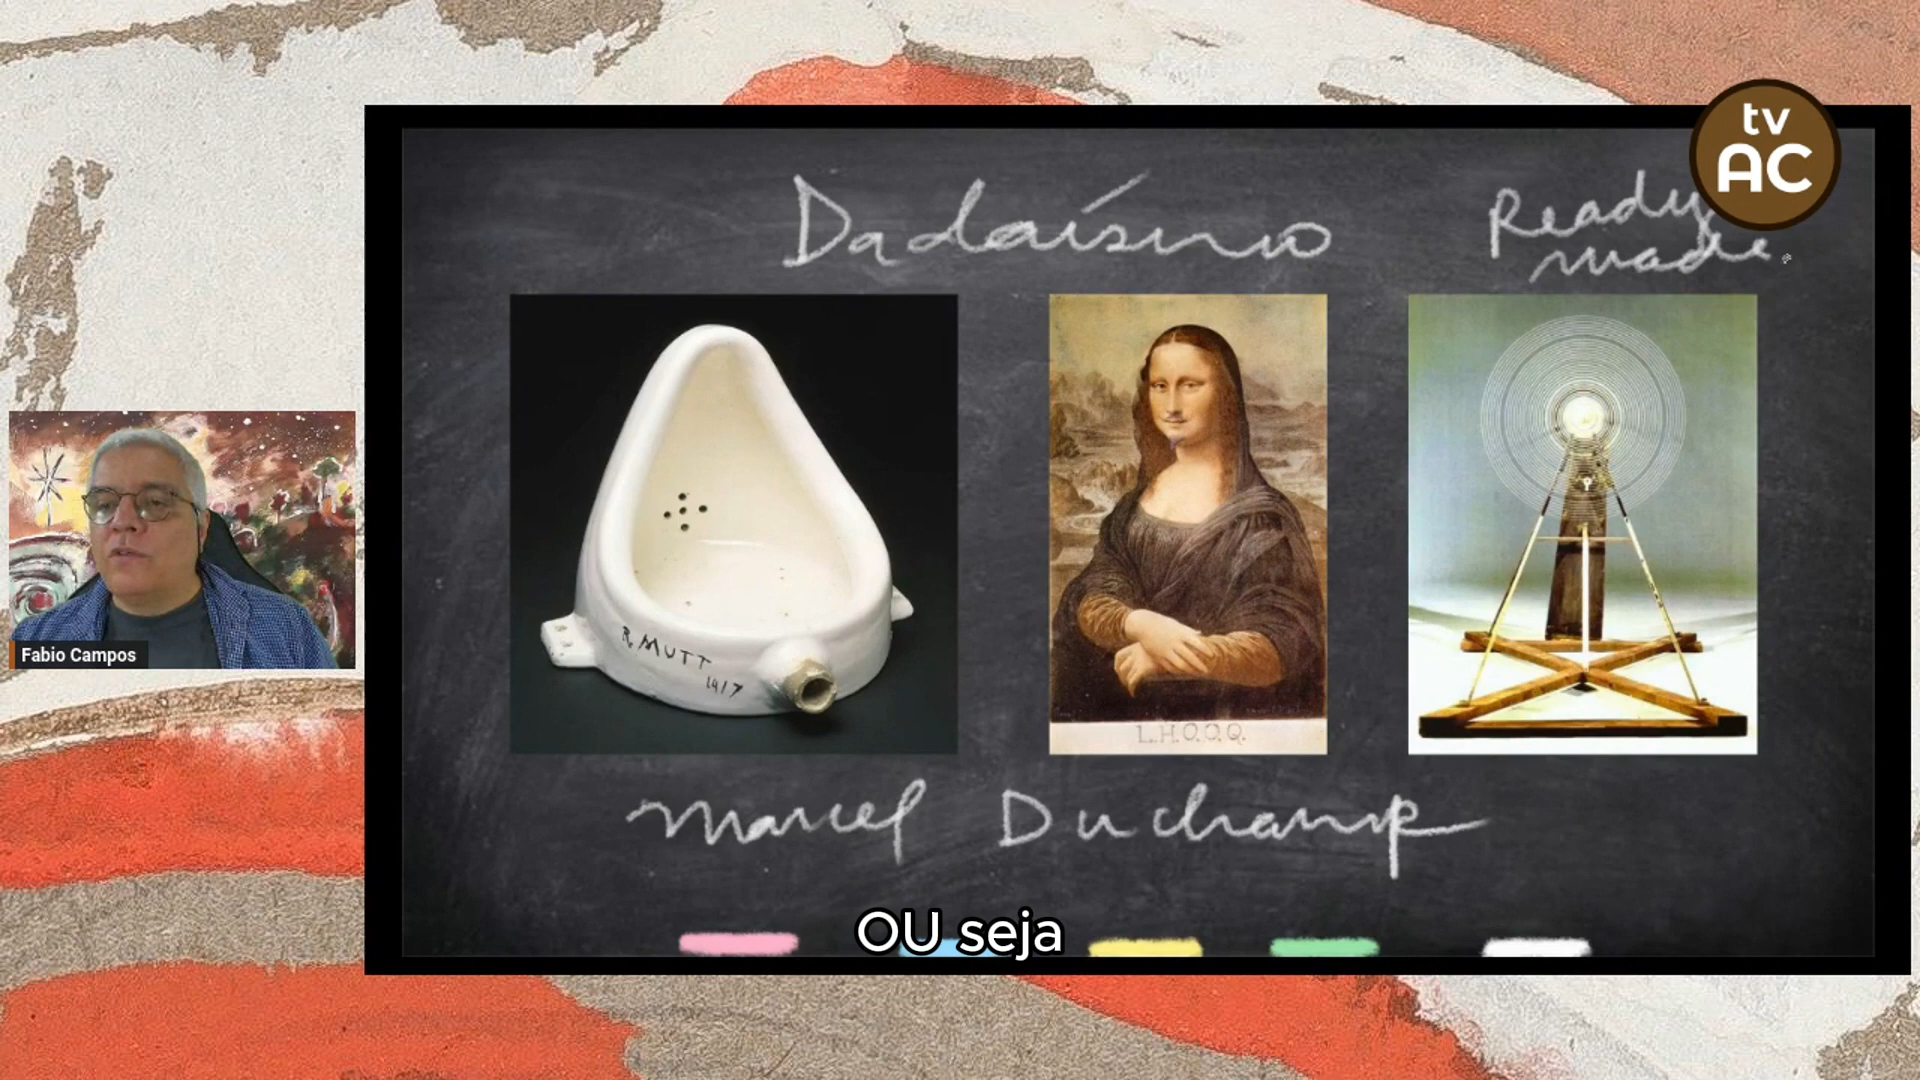 tv
AC
Dadaísmo
Ready
made
R. MUTT
1917
L.H.O.O.Q.
Fabio Campos
Marcel Duchamp
OU seja